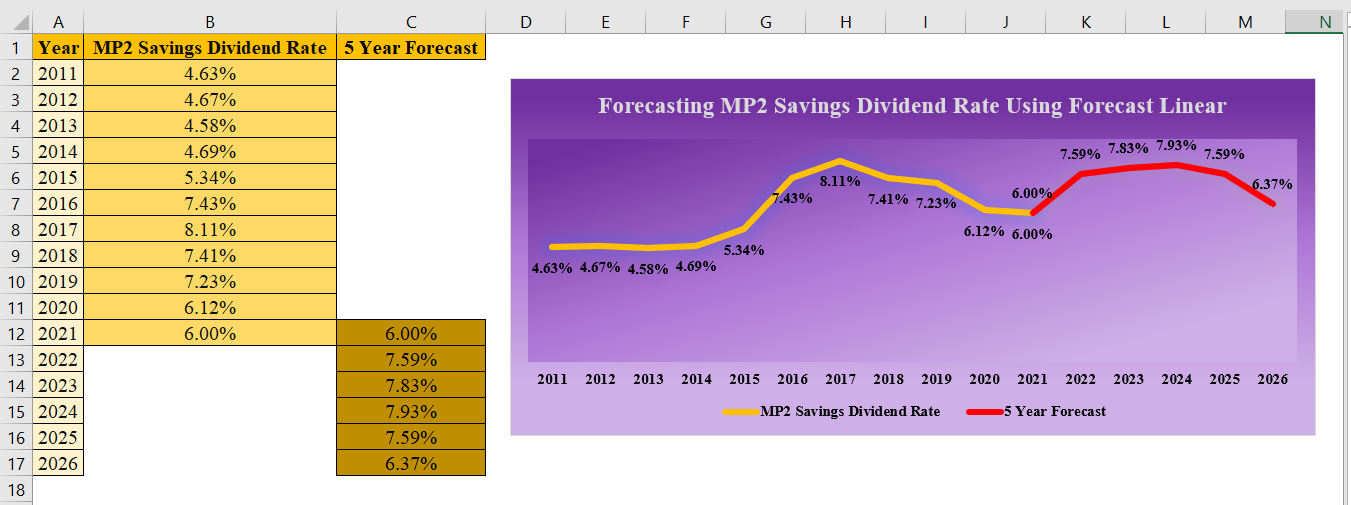 A B C D E F G H I J K L M N
1 Year MP2 Savings Dividend Rate 5 Year Forecast
2 2011 4.63%
3 2012 4.67%
4 2013 4.58%
5 2014 4.69%
6 2015 5.34%
7 2016 7.43%
8 2017 8.11%
9 2018 7.41%
10 2019 7.23%
11 2020 6.12%
12 2021 6.00% 6.00%
13 2022 7.59%
14 2023 7.83%
15 2024 7.93%
16 2025 7.59%
17 2026 6.37%
18
Forecasting MP2 Savings Dividend Rate Using Forecast Linear
4.63% 4.67% 4.58% 4.69% 5.34% 7.43% 8.11% 7.41% 7.23% 6.12% 6.00%
6.00% 7.59% 7.83% 7.93% 7.59% 6.37%
2011 2012 2013 2014 2015 2016 2017 2018 2019 2020 2021 2022 2023 2024 2025 2026
MP2 Savings Dividend Rate 5 Year Forecast